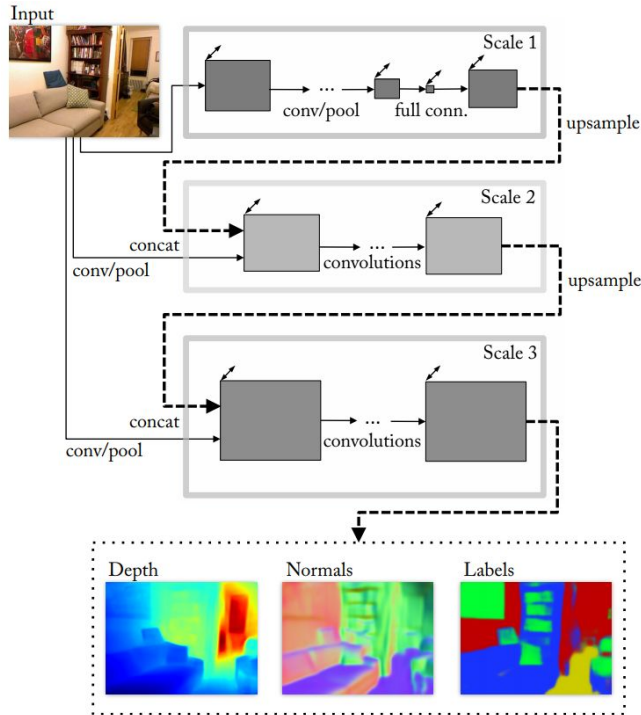 Input
Scale 1
...
conv/pool
full conn.
upsample
Scale 2
concat
...
conv/pool
convolutions
upsample
Scale 3
concat
...
conv/pool
convolutions
Depth
Normals
Labels